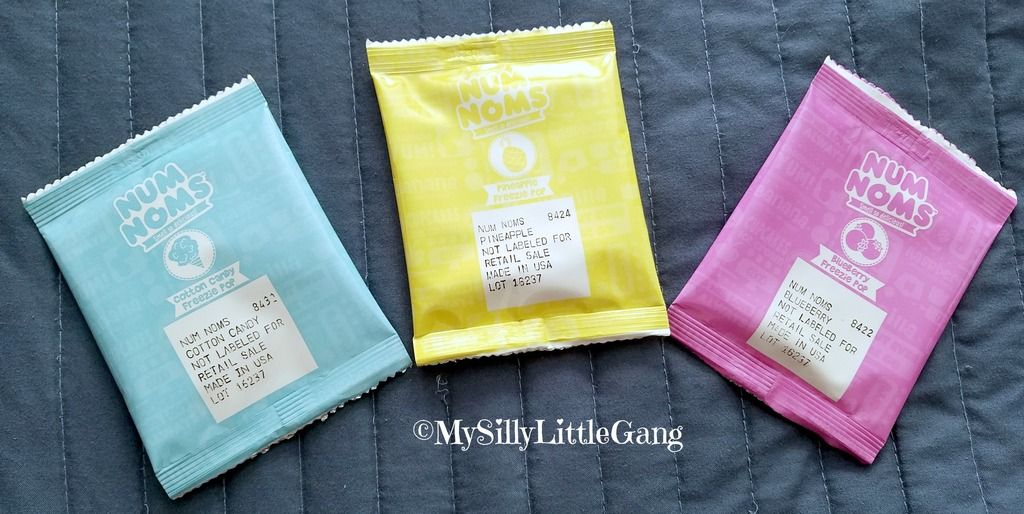 NUM
NOMS
Cotton Candy
Freezie Pop
NUM NOMS 8432
COTTON CANDY
NOT LABELED FOR
RETAIL SALE
MADE IN USA
LOT 16237
NUM
NOMS
Pineapple
Freezie Pop
NUM NOMS 8424
PINEAPPLE
NOT LABELED FOR
RETAIL SALE
MADE IN USA
LOT 16237
NUM
NOMS
Blueberry
Freezie Pop
NUM NOMS 8422
BLUEBERRY
NOT LABELED FOR
RETAIL SALE
MADE IN USA
LOT 16237
©MySillyLittleGang